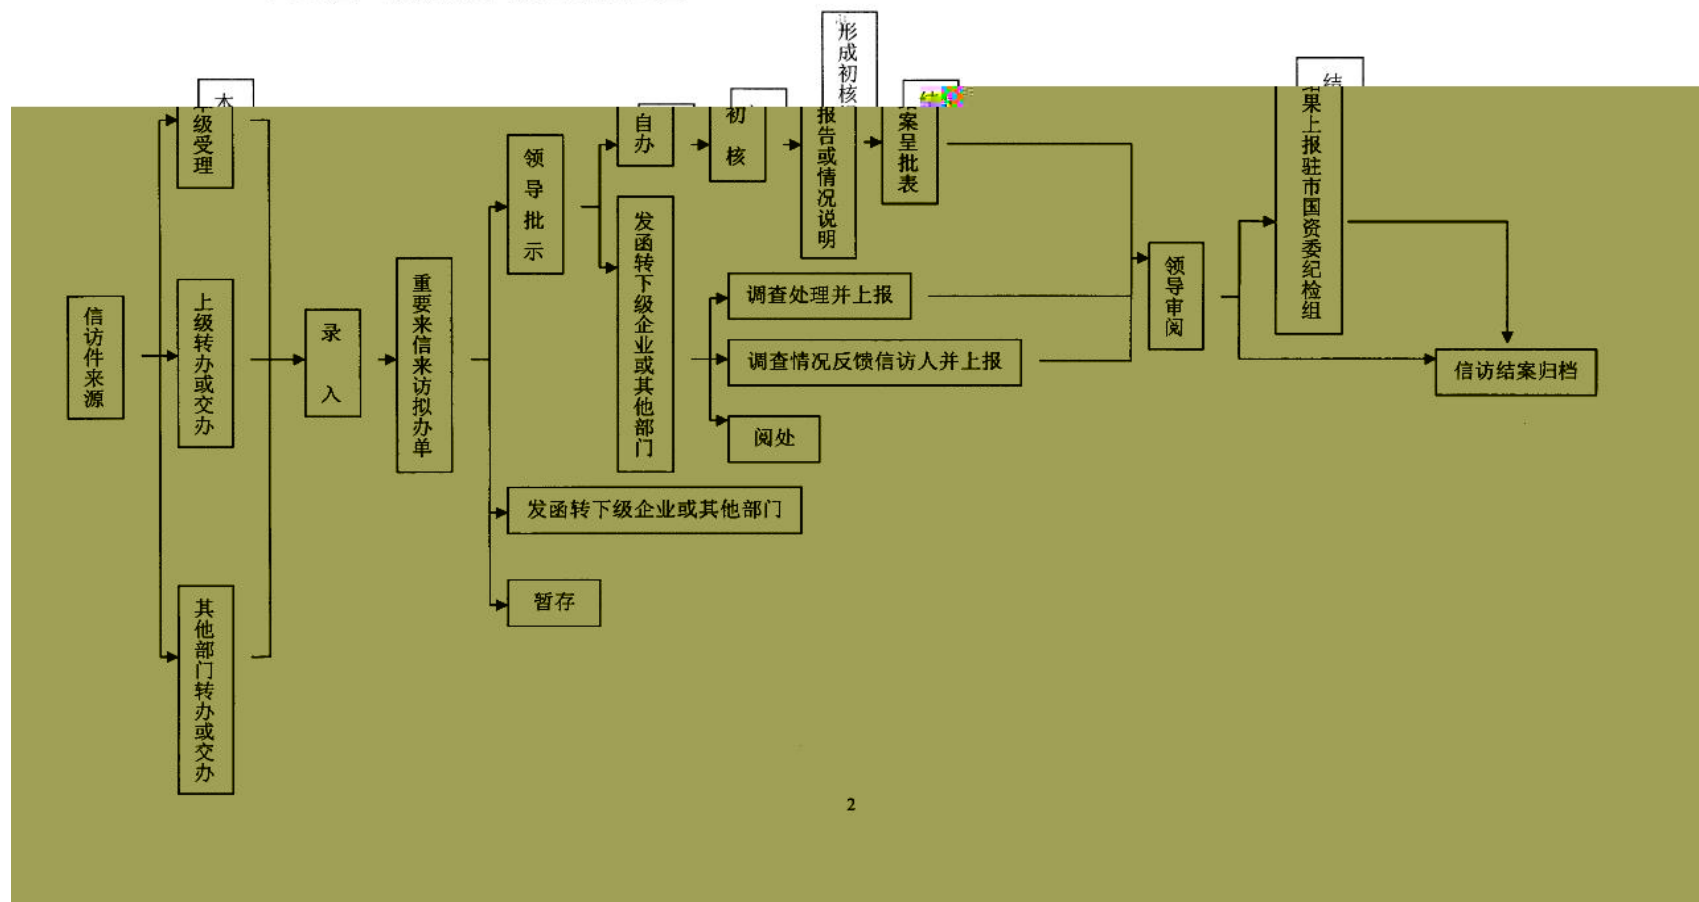 信访件来源
本级受理
上级转办或交办
其他部门转办或交办
录入
重要来信来访拟办单
领导批示
发函转下级企业或其他部门
暂存
自办
发函转下级企业或其他部门
初核
形成初核报告或情况说明
结案呈批表
调查处理并上报
调查情况反馈信访人并上报
阅处
领导审阅
结果上报驻市国资委纪检组
信访结案归档
2